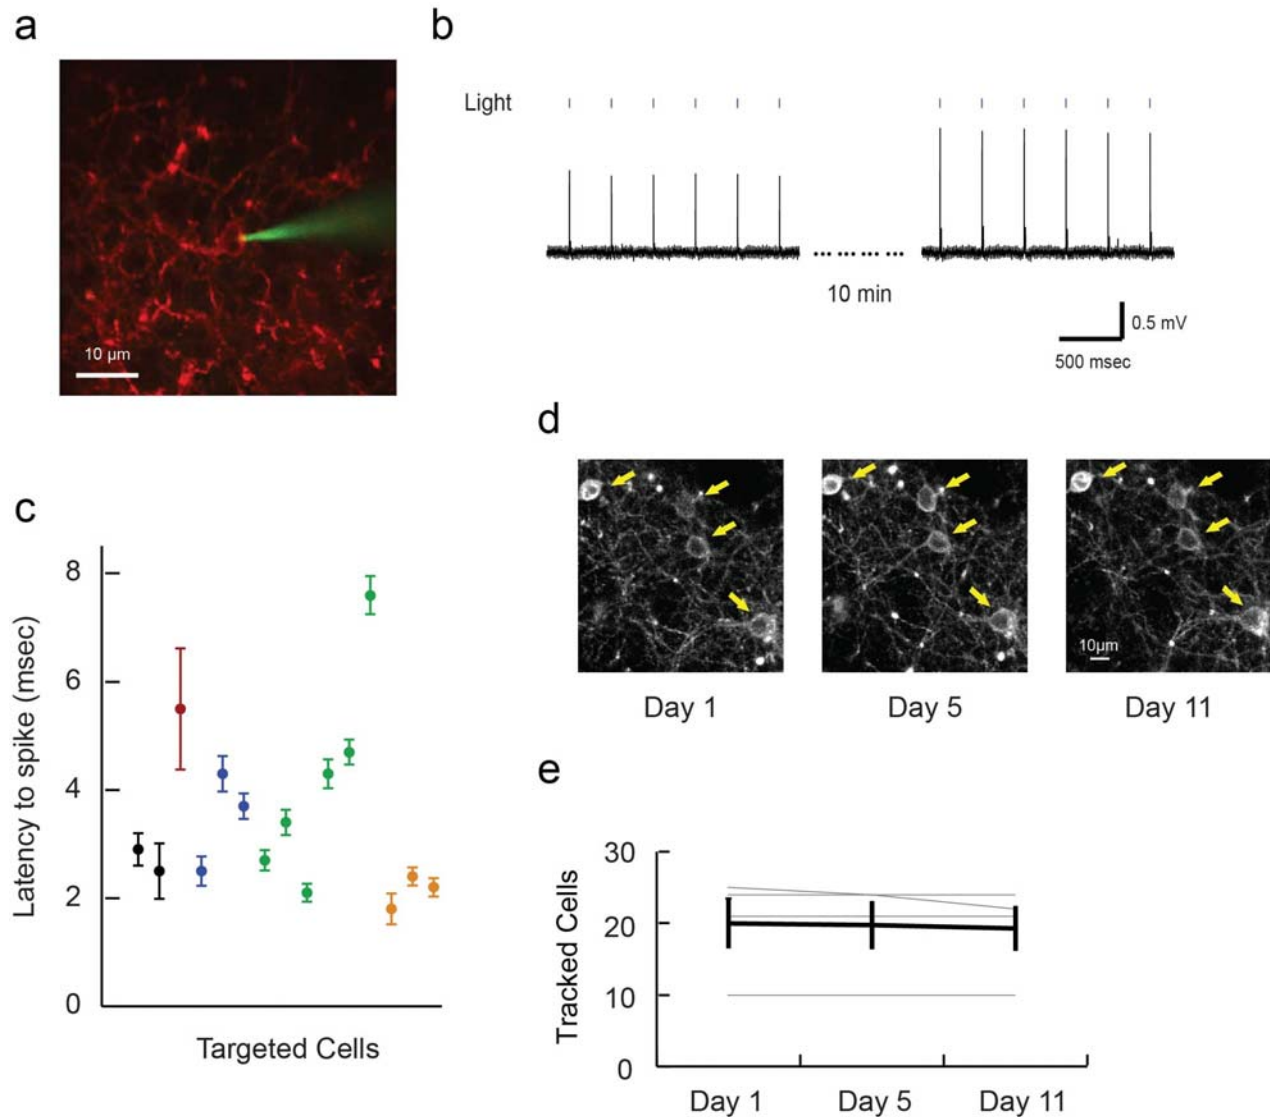 a
10 µm
b
Light
10 min
0.5 mV
500 msec
c
Latency to spike (msec)
8
6
4
2
0
Targeted Cells
d
10µm
Day 1
Day 5
Day 11
e
Tracked Cells
30
20
10
0
Day 1
Day 5
Day 11